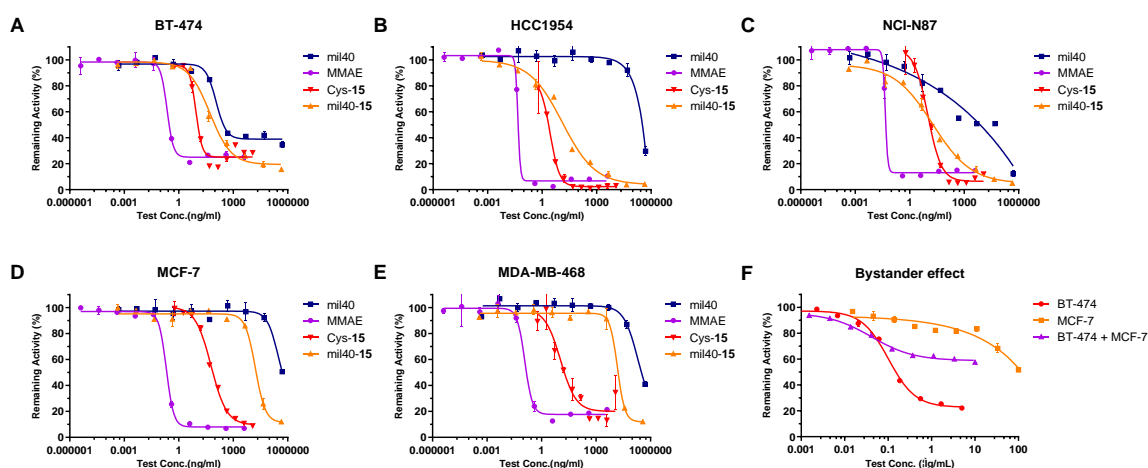 A
BT-474
Remaining Activity (%)
100
80
60
40
20
0
0.000001
0.001
1
1000
1000000
Test Conc.(ng/ml)
mil40
MMAE
Cys-15
mil40-15
B
HCC1954
Remaining Activity (%)
100
80
60
40
20
0
0.000001
0.001
1
1000
1000000
Test Conc.(ng/ml)
mil40
MMAE
Cys-15
mil40-15
C
NCI-N87
Remaining Activity (%)
100
80
60
40
20
0
0.000001
0.001
1
1000
1000000
Test Conc.(ng/ml)
mil40
MMAE
Cys-15
mil40-15
D
MCF-7
Remaining Activity (%)
100
80
60
40
20
0
0.000001
0.001
1
1000
1000000
Test Conc.(ng/ml)
mil40
MMAE
Cys-15
mil40-15
E
MDA-MB-468
Remaining Activity (%)
100
80
60
40
20
0
0.000001
0.001
1
1000
1000000
Test Conc.(ng/ml)
mil40
MMAE
Cys-15
mil40-15
F
Bystander effect
Remaining Activity (%)
100
80
60
40
20
0
0.001
0.01
0.1
1
10
100
Test Conc.
BT-474
MCF-7
BT-474 + MCF-7